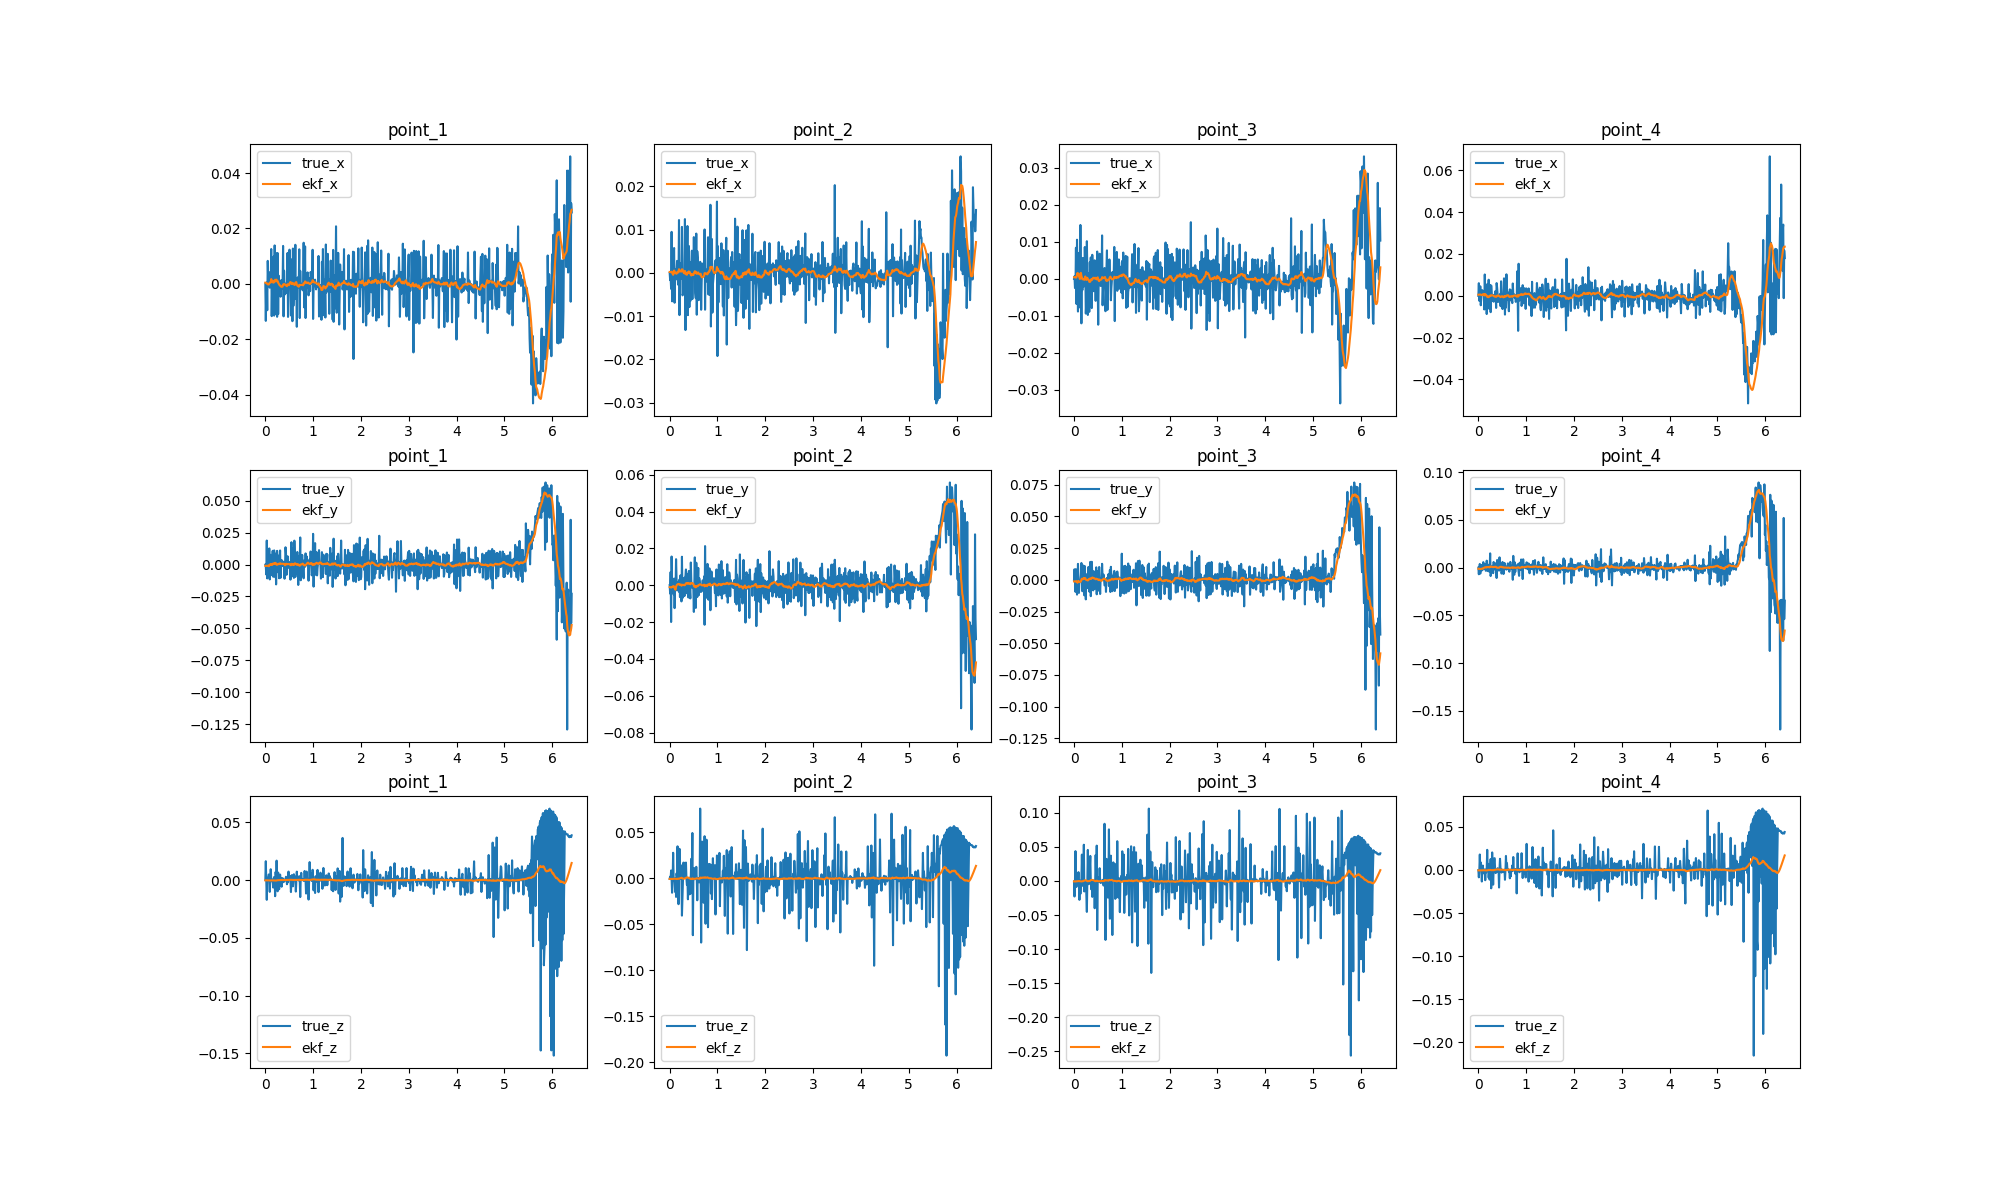 point_1 point_2 point_3 point_4
true_x true_x true_x true_x
ekf_x ekf_x ekf_x ekf_x
0.04 0.02 0.00 −0.02 −0.04
0.02 0.01 0.00 −0.01 −0.02 −0.03
0.03 0.02 0.01 0.00 −0.01 −0.02 −0.03
0.06 0.04 0.02 0.00 −0.02 −0.04
0 1 2 3 4 5 6 0 1 2 3 4 5 6 0 1 2 3 4 5 6 0 1 2 3 4 5 6
point_1 point_2 point_3 point_4
true_y true_y true_y true_y
ekf_y ekf_y ekf_y ekf_y
0.050 0.025 0.000 −0.025 −0.050 −0.075 −0.100 −0.125
0.06 0.04 0.02 0.00 −0.02 −0.04 −0.06 −0.08
0.075 0.050 0.025 0.000 −0.025 −0.050 −0.075 −0.100 −0.125
0.10 0.05 0.00 −0.05 −0.10 −0.15
0 1 2 3 4 5 6 0 1 2 3 4 5 6 0 1 2 3 4 5 6 0 1 2 3 4 5 6
point_1 point_2 point_3 point_4
0.05 0.00 −0.05 −0.10 −0.15
0.05 0.00 −0.05 −0.10 −0.15 −0.20
0.10 0.05 0.00 −0.05 −0.10 −0.15 −0.20 −0.25
0.05 0.00 −0.05 −0.10 −0.15 −0.20
true_z true_z true_z true_z
ekf_z ekf_z ekf_z ekf_z
0 1 2 3 4 5 6 0 1 2 3 4 5 6 0 1 2 3 4 5 6 0 1 2 3 4 5 6